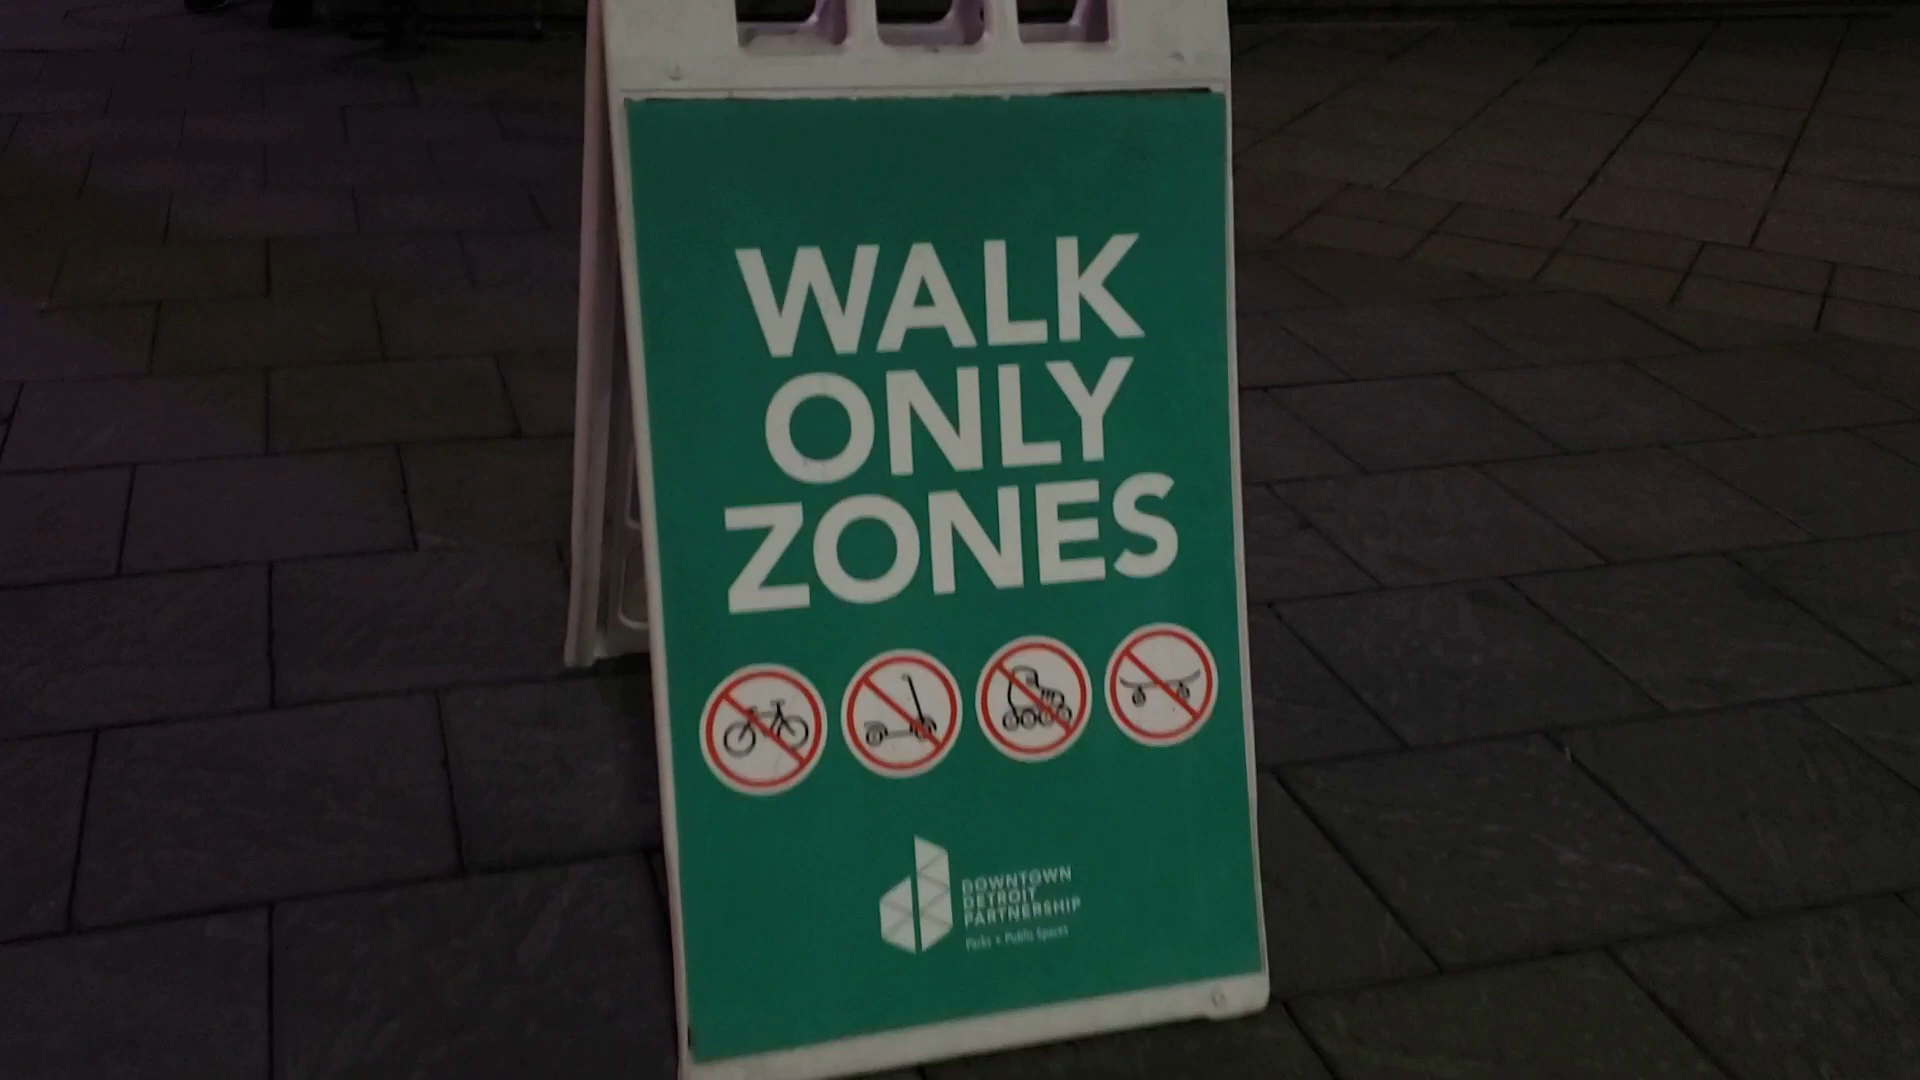 WALK
ONLY
ZONES
DOWNTOWN
DETROIT
PARTNERSHIP
Parks + Public Spaces